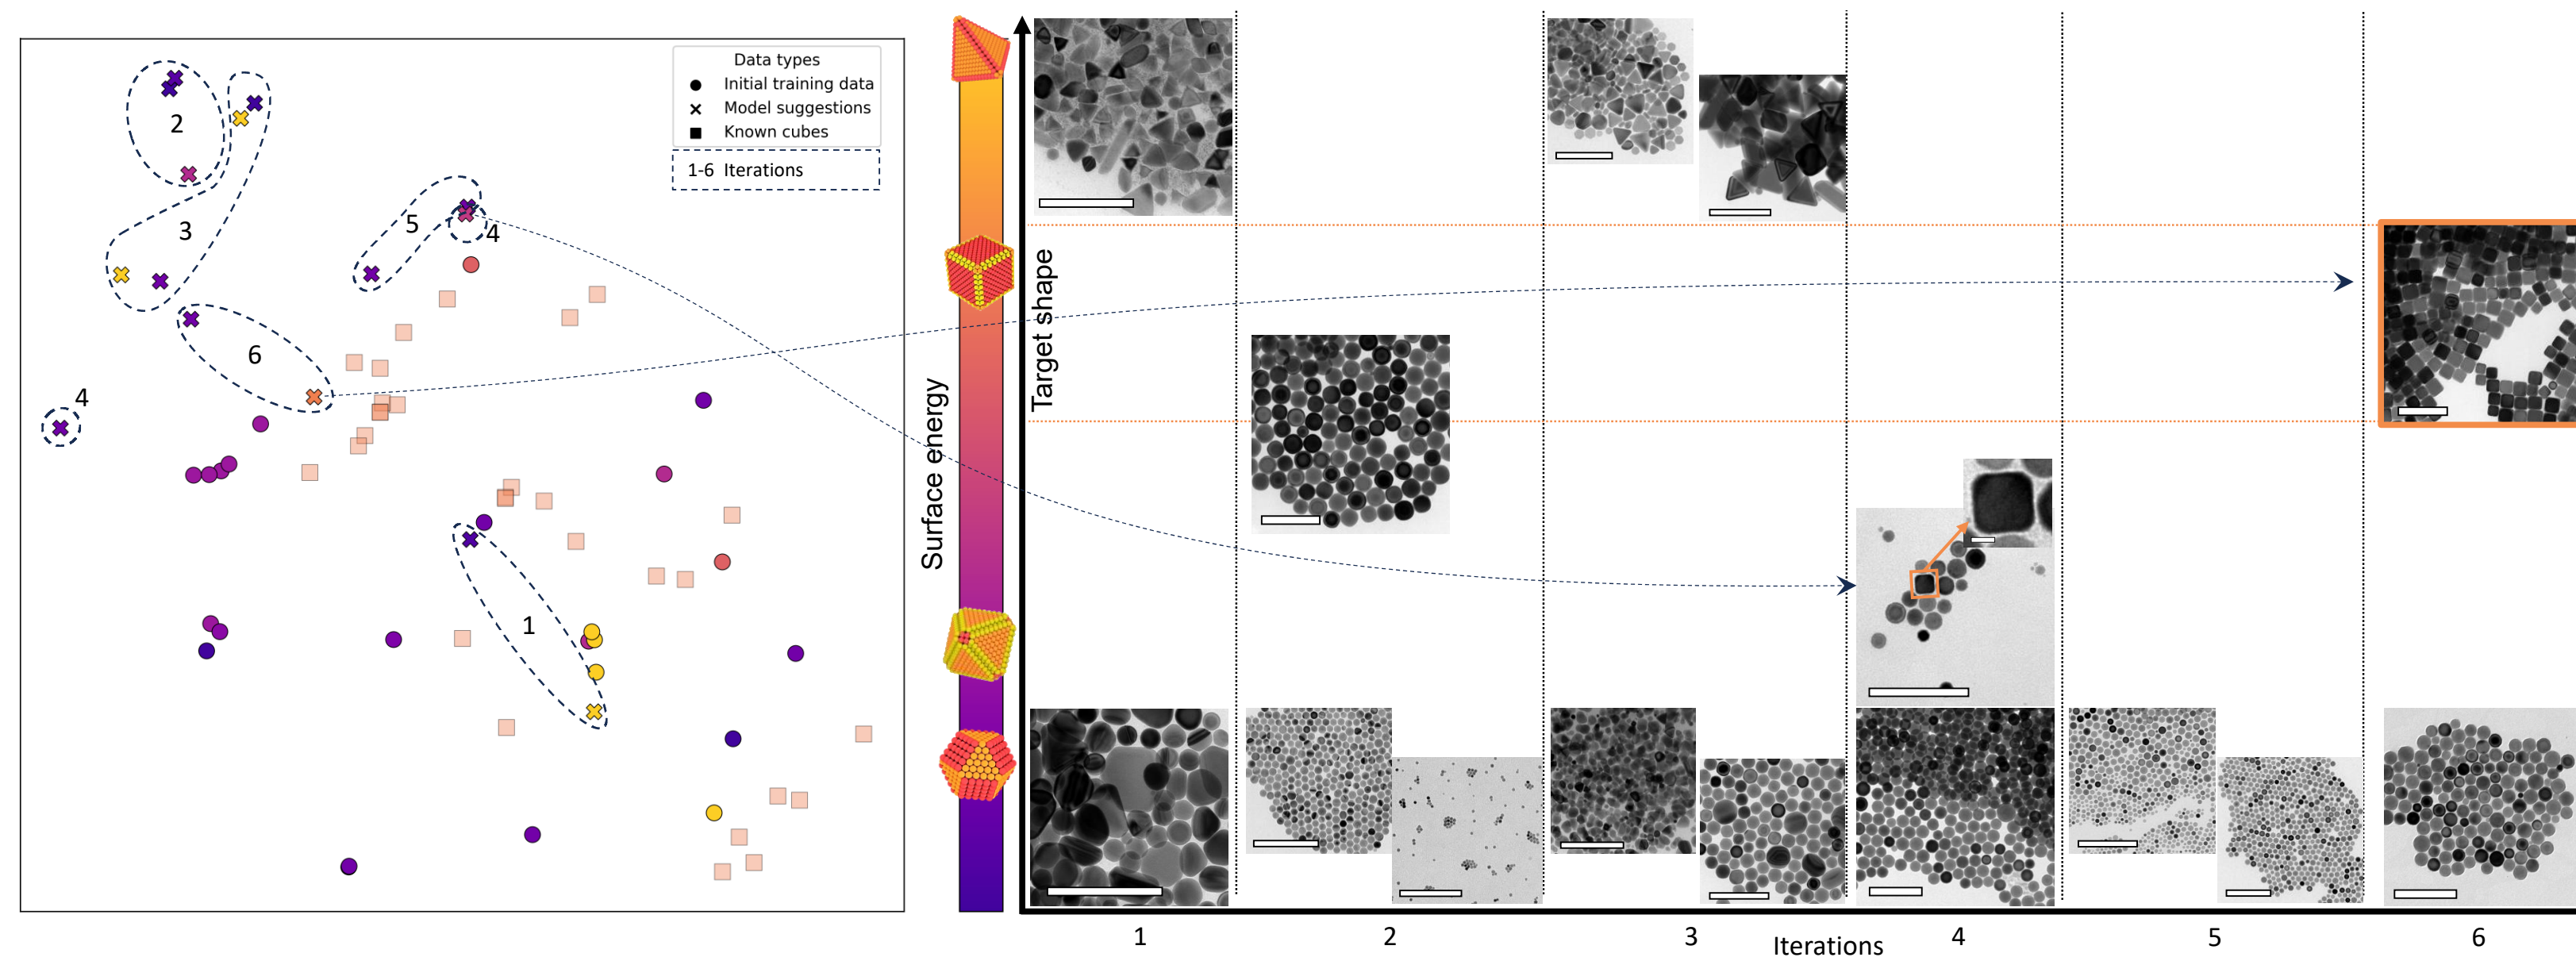 Data types
Initial training data
Model suggestions
Known cubes
1-6 Iterations
2
3
5
4
6
4
1
Surface energy
Target shape
1
2
3
4
5
6
Iterations